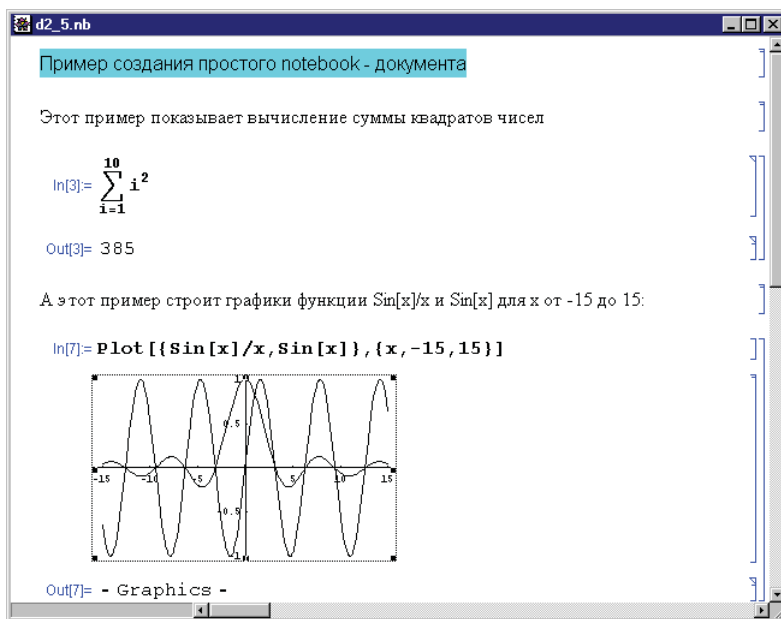 d2_5.nb
Пример создания простого notebook - документа
Этот пример показывает вычисление суммы квадратов чисел
10
In[3]:= ∑ i²
i=1
Out[3]= 385
А этот пример строит графики функции Sin[x]/x и Sin[x] для x от -15 до 15:
In[7]:= Plot[{Sin[x]/x,Sin[x]},{x,-15,15}]
1
0.5
-15 -10 -5 5 10 15
-0.5
-1
Out[7]= - Graphics -